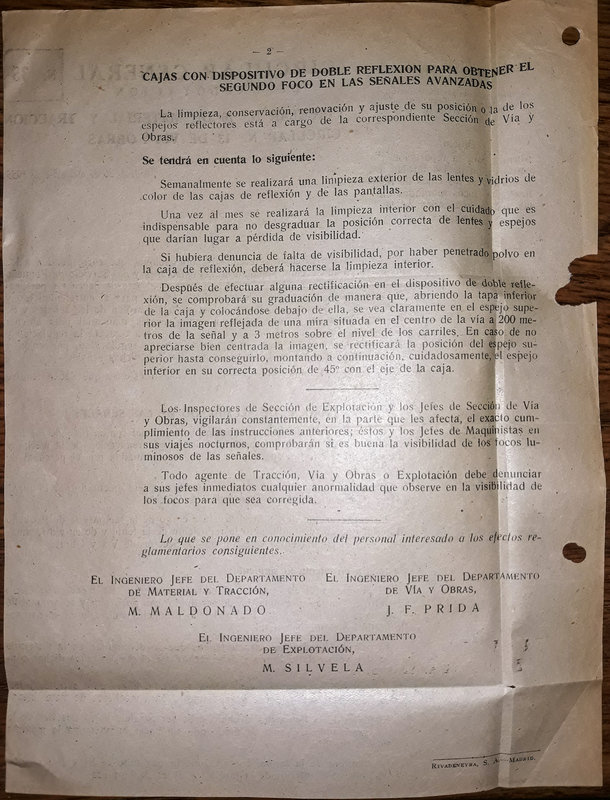 — 2 —
CAJAS CON DISPOSITIVO DE DOBLE REFLEXION PARA OBTENER EL
SEGUNDO FOCO EN LAS SEÑALES AVANZADAS
La limpieza, conservación, renovación y ajuste de su posición o la de los
espejos reflectores está a cargo de la correspondiente Sección de Vía y
Obras.
Se tendrá en cuenta lo siguiente:
Semanalmente se realizará una limpieza exterior de las lentes y vidrios de
color de las cajas de reflexión y de las pantallas.
Una vez al mes se realizará la limpieza interior con el cuidado que es
indispensable para no desgraduar la posición correcta de lentes y espejos
que darían lugar a pérdida de visibilidad.
Si hubiera denuncia de falta de visibilidad, por haber penetrado polvo en
la caja de reflexión, deberá hacerse la limpieza interior.
Después de efectuar alguna rectificación en el dispositivo de doble refle-
xión, se comprobará su graduación de manera que, abriendo la tapa inferior
de la caja y colocándose debajo de ella, se vea claramente en el espejo supe-
rior la imagen reflejada de una mira situada en el centro de la vía a 200 me-
tros de la señal y a 3 metros sobre el nivel de los carriles. En caso de no
apreciarse bien centrada la imagen, se rectificará la posición del espejo su-
perior hasta conseguirlo, montando a continuación, cuidadosamente, el espejo
inferior en su correcta posición de 45º con el eje de la caja.
Los Inspectores de Sección de Explotación y los Jefes de Sección de Vía
y Obras, vigilarán constantemente, en la parte que les afecta, el exacto cum-
plimiento de las instrucciones anteriores; éstos y los Jefes de Maquinistas en
sus viajes nocturnos, comprobarán si es buena la visibilidad de los focos lu-
minosos de las señales.
Todo agente de Tracción, Vía y Obras o Explotación debe denunciar
a sus jefes inmediatos cualquier anormalidad que observe en la visibilidad de
los focos para que sea corregida.
Lo que se pone en conocimiento del personal interesado a los efectos re-
glamentarios consiguientes.
EL INGENIERO JEFE DEL DEPARTAMENTO
DE MATERIAL Y TRACCIÓN,
M. MALDONADO
EL INGENIERO JEFE DEL DEPARTAMENTO
DE VÍA Y OBRAS,
J. F. PRIDA
EL INGENIERO JEFE DEL DEPARTAMENTO
DE EXPLOTACIÓN,
M. SILVELA
RIVADENEYRA, S. A.-MADRID.